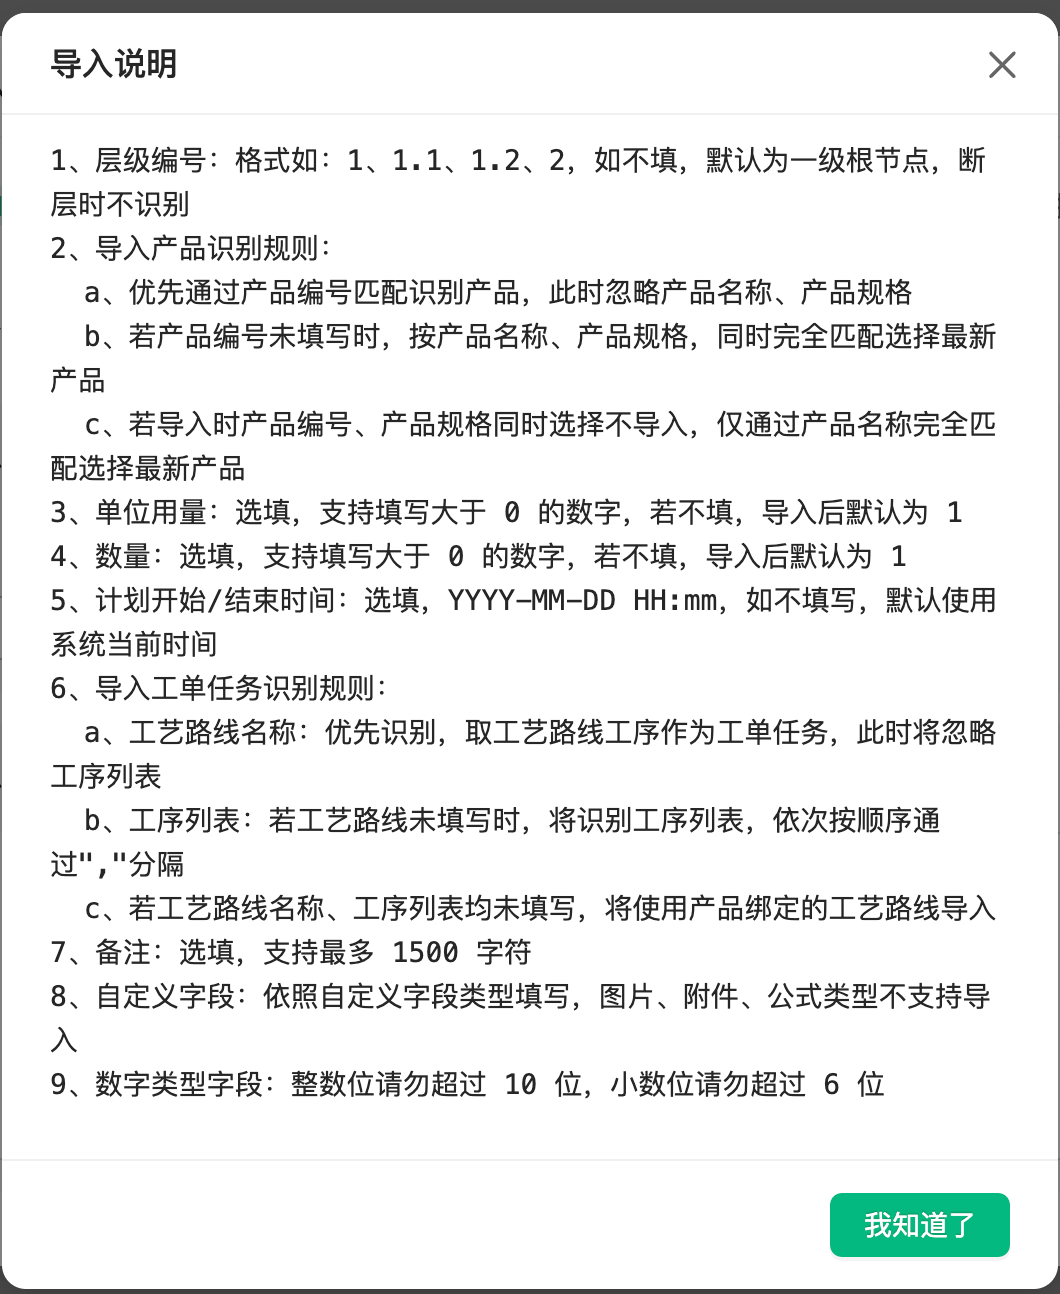 导入说明
1、层级编号：格式如：1、1.1、1.2、2，如不填，默认为一级根节点，断
层时不识别
2、导入产品识别规则：
a、优先通过产品编号匹配识别产品，此时忽略产品名称、产品规格
b、若产品编号未填写时，按产品名称、产品规格，同时完全匹配选择最新
产品
c、若导入时产品编号、产品规格同时选择不导入，仅通过产品名称完全匹
配选择最新产品
3、单位用量：选填，支持填写大于 0 的数字，若不填，导入后默认为 1
4、数量：选填，支持填写大于 0 的数字，若不填，导入后默认为 1
5、计划开始/结束时间：选填，YYYY-MM-DD HH:mm，如不填写，默认使用
系统当前时间
6、导入工单任务识别规则：
a、工艺路线名称：优先识别，取工艺路线工序作为工单任务，此时将忽略
工序列表
b、工序列表：若工艺路线未填写时，将识别工序列表，依次按顺序通
过","分隔
c、若工艺路线名称、工序列表均未填写，将使用产品绑定的工艺路线导入
7、备注：选填，支持最多 1500 字符
8、自定义字段：依照自定义字段类型填写，图片、附件、公式类型不支持导
入
9、数字类型字段：整数位请勿超过 10 位，小数位请勿超过 6 位
我知道了